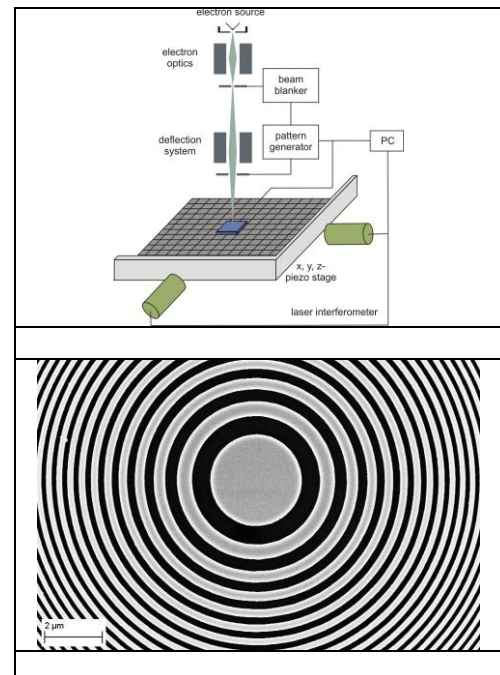 electron source
electron
optics
beam
blanker
deflection
system
pattern
generator
PC
x, y, z-
piezo stage
laser interferometer
2 µm